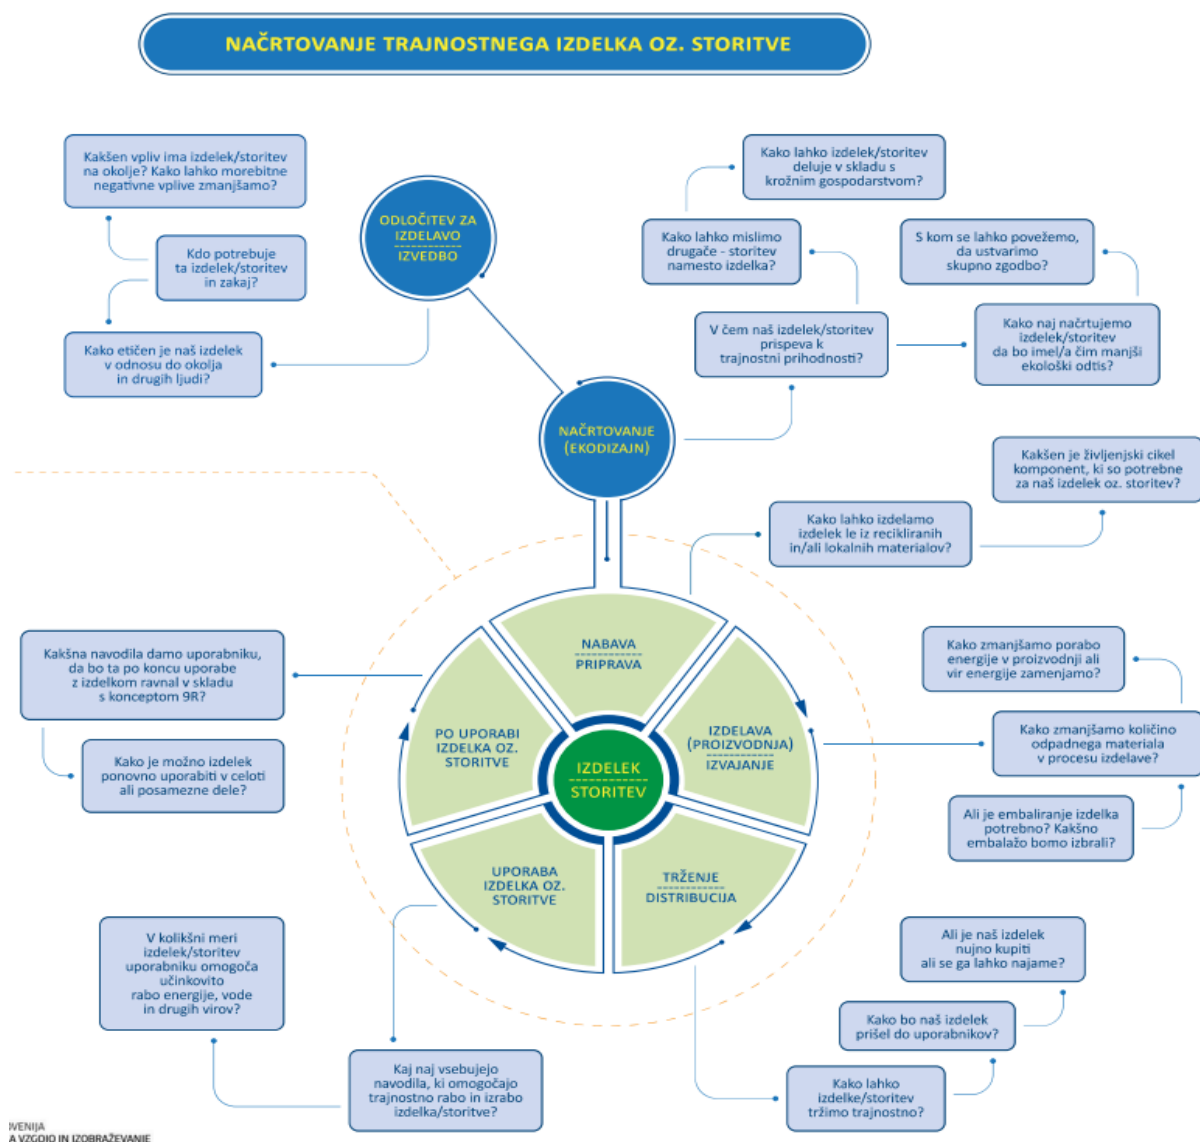 NAČRTOVANJE TRAJNOSTNEGA IZDELKA OZ. STORITVE
Kakšen vpliv ima izdelek/storitev
na okolje? Kako lahko morebitne
negativne vplive zmanjšamo?
Kdo potrebuje
ta izdelek/storitev
in zakaj?
Kako etičen je naš izdelek
v odnosu do okolja
in drugih ljudi?
ODLOČITEV ZA
IZDELAVO
IZVEDBO
Kako lahko izdelek/storitev
deluje v skladu s
krožnim gospodarstvom?
Kako lahko mislimo
drugače - storitev
namesto izdelka?
S kom se lahko povežemo,
da ustvarimo
skupno zgodbo?
V čem naš izdelek/storitev
prispeva k
trajnostni prihodnosti?
Kako naj načrtujemo
izdelek/storitev
da bo imel/a čim manjši
ekološki odtis?
NAČRTOVANJE
(EKODIZAJN)
Kakšen je življenjski cikel
komponent, ki so potrebne
za naš izdelek oz. storitev?
Kako lahko izdelamo
izdelek le iz recikliranih
in/ali lokalnih materialov?
NABAVA
PRIPRAVA
Kakšna navodila damo uporabniku,
da bo ta po koncu uporabe
z izdelkom ravnal v skladu
s konceptom 9R?
Kako je možno izdelek
ponovno uporabiti v celoti
ali posamezne dele?
PO UPORABI
IZDELKA OZ.
STORITVE
IZDELEK
STORITEV
IZDELAVA
(PROIZVODNJA)
IZVAJANJE
Kako zmanjšamo porabo
energije v proizvodnji ali
vir energije zamenjamo?
Kako zmanjšamo količino
odpadnega materiala
v procesu izdelave?
Ali je embaliranje izdelka
potrebno? Kakšno
embalažo bomo izbrali?
UPORABA
IZDELKA OZ.
STORITVE
TRŽENJE
DISTRIBUCIJA
V kolikšni meri
izdelek/storitev
uporabniku omogoča
učinkovito
rabo energije, vode
in drugih virov?
Kaj naj vsebujejo
navodila, ki omogočajo
trajnostno rabo in izrabo
izdelka/storitve?
Ali je naš izdelek
nujno kupiti
ali se ga lahko najame?
Kako bo naš izdelek
prišel do uporabnikov?
Kako lahko
izdelke/storitev
tržimo trajnostno?
OVENIJA
A VZGOJO IN IZOBRAŽEVANJE